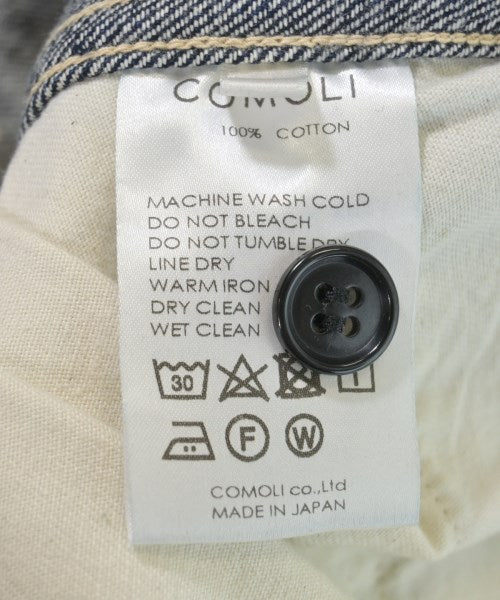 COMOLI
100% COTTON
MACHINE WASH COLD
DO NOT BLEACH
DO NOT TUMBLE DRY
LINE DRY
WARM IRON
DRY CLEAN
WET CLEAN
30
F W
COMOLI co.,Ltd
MADE IN JAPAN